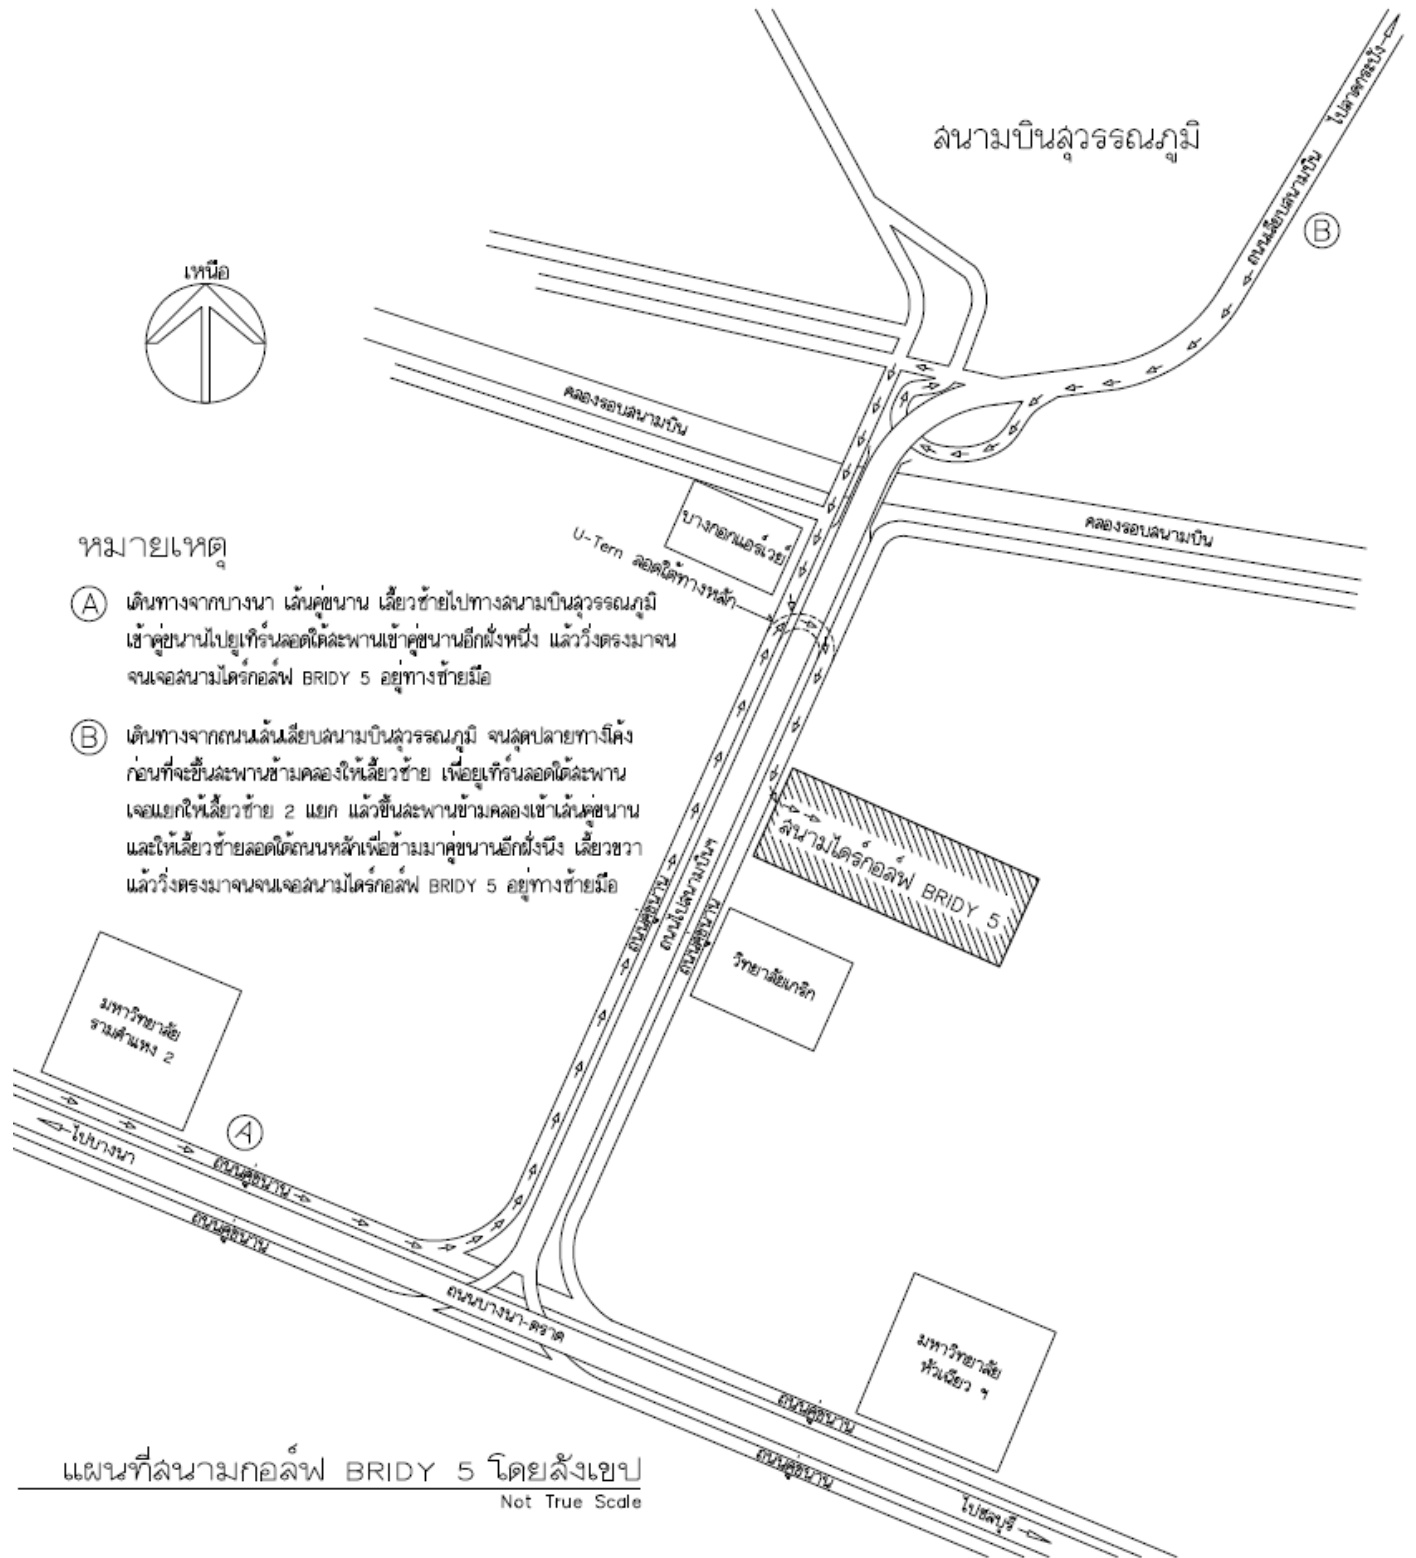 สนามบินสุวรรณภูมิ
ไปลาดกระบัง
ถนนเลียบสนามบิน
B
เหนือ
คลองรอบสนามบิน
คลองรอบสนามบิน
บางกอกแอร์เวย์
U-Tern ลอดใต้ทางหลัก
หมายเหตุ
A เดินทางจากบางนา เส้นคู่ขนาน เลี้ยวซ้ายไปทางสนามบินสุวรรณภูมิ
เข้าคู่ขนานไปยูเทิร์นลอดใต้สะพานเข้าคู่ขนานอีกฝั่งหนึ่ง แล้ววิ่งตรงมาจน
จนเจอสนามไดร์กอล์ฟ BRIDY 5 อยู่ทางซ้ายมือ
B เดินทางจากถนนเส้นเลียบสนามบินสุวรรณภูมิ จนสุดปลายทางโค้ง
ก่อนที่จะขึ้นสะพานข้ามคลองให้เลี้ยวซ้าย เพื่อยูเทิร์นลอดใต้สะพาน
เจอแยกให้เลี้ยวซ้าย 2 แยก แล้วขึ้นสะพานข้ามคลองเข้าเส้นคู่ขนาน
และให้เลี้ยวซ้ายลอดใต้ถนนหลักเพื่อข้ามมาคู่ขนานอีกฝั่งนึง เลี้ยวขวา
แล้ววิ่งตรงมาจนจนเจอสนามไดร์กอล์ฟ BRIDY 5 อยู่ทางซ้ายมือ
สนามไดร์กอล์ฟ BRIDY 5
ถนนคู่ขนาน
ถนนไปสนามบินฯ
ถนนคู่ขนาน
วิทยาลัยเกริก
มหาวิทยาลัย
รามคำแหง 2
A
ไปบางนา
ถนนคู่ขนาน
ถนนคู่ขนาน
ถนนบางนา-ตราด
มหาวิทยาลัย
หัวเฉียว ฯ
ถนนคู่ขนาน
ถนนคู่ขนาน
ไปชลบุรี
แผนที่สนามกอล์ฟ BRIDY 5 โดยสังเขป
Not True Scale